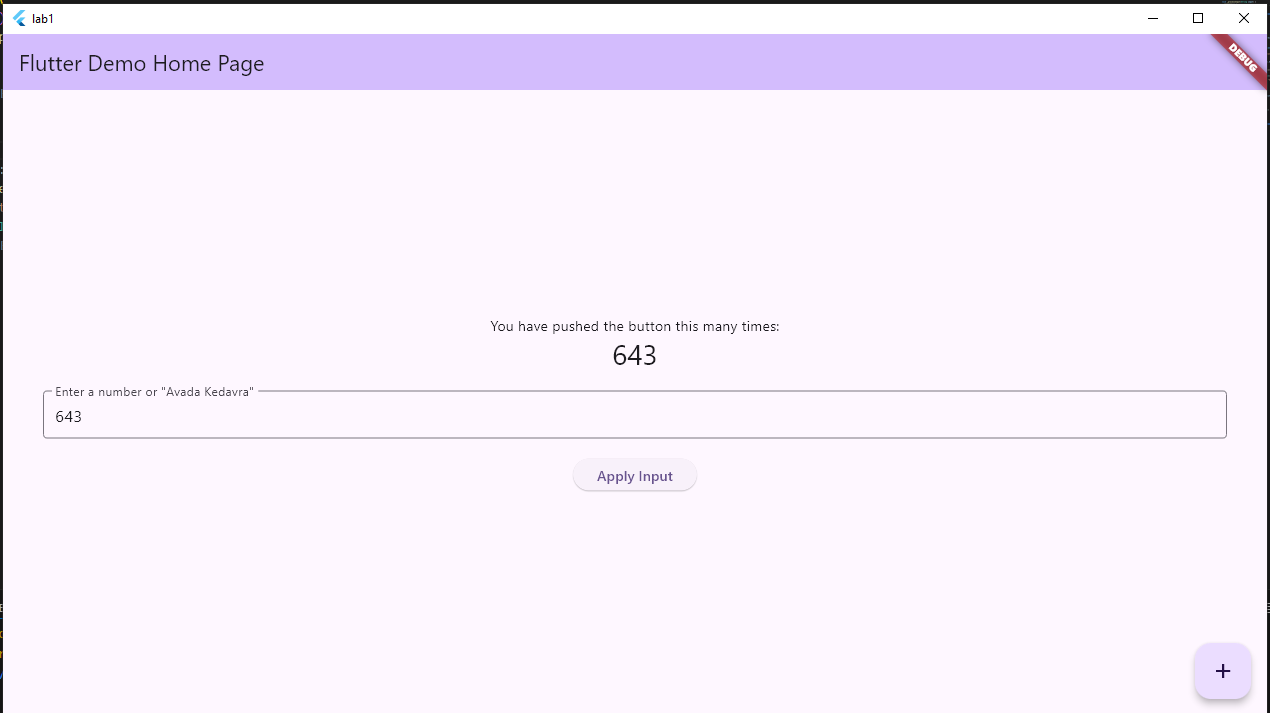 lab1
Flutter Demo Home Page
DEBUG
You have pushed the button this many times:
643
Enter a number or "Avada Kedavra"
643
Apply Input
+